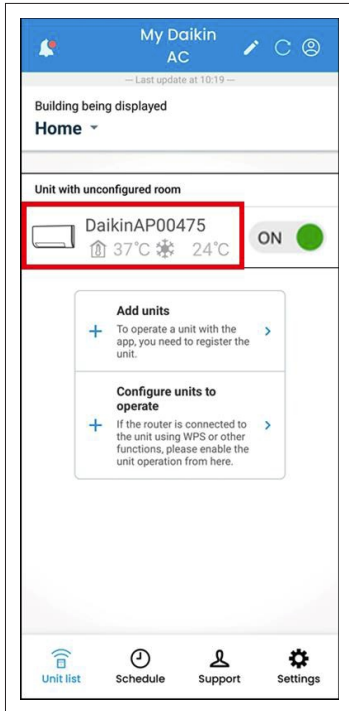 My Daikin
AC
— Last update at 10:19 —
Building being displayed
Home
Unit with unconfigured room
DaikinAP00475
37°C 24°C
ON
Add units
To operate a unit with the
app, you need to register the
unit.
Configure units to
operate
If the router is connected to
the unit using WPS or other
functions, please enable the
unit operation from here.
Unit list Schedule Support Settings